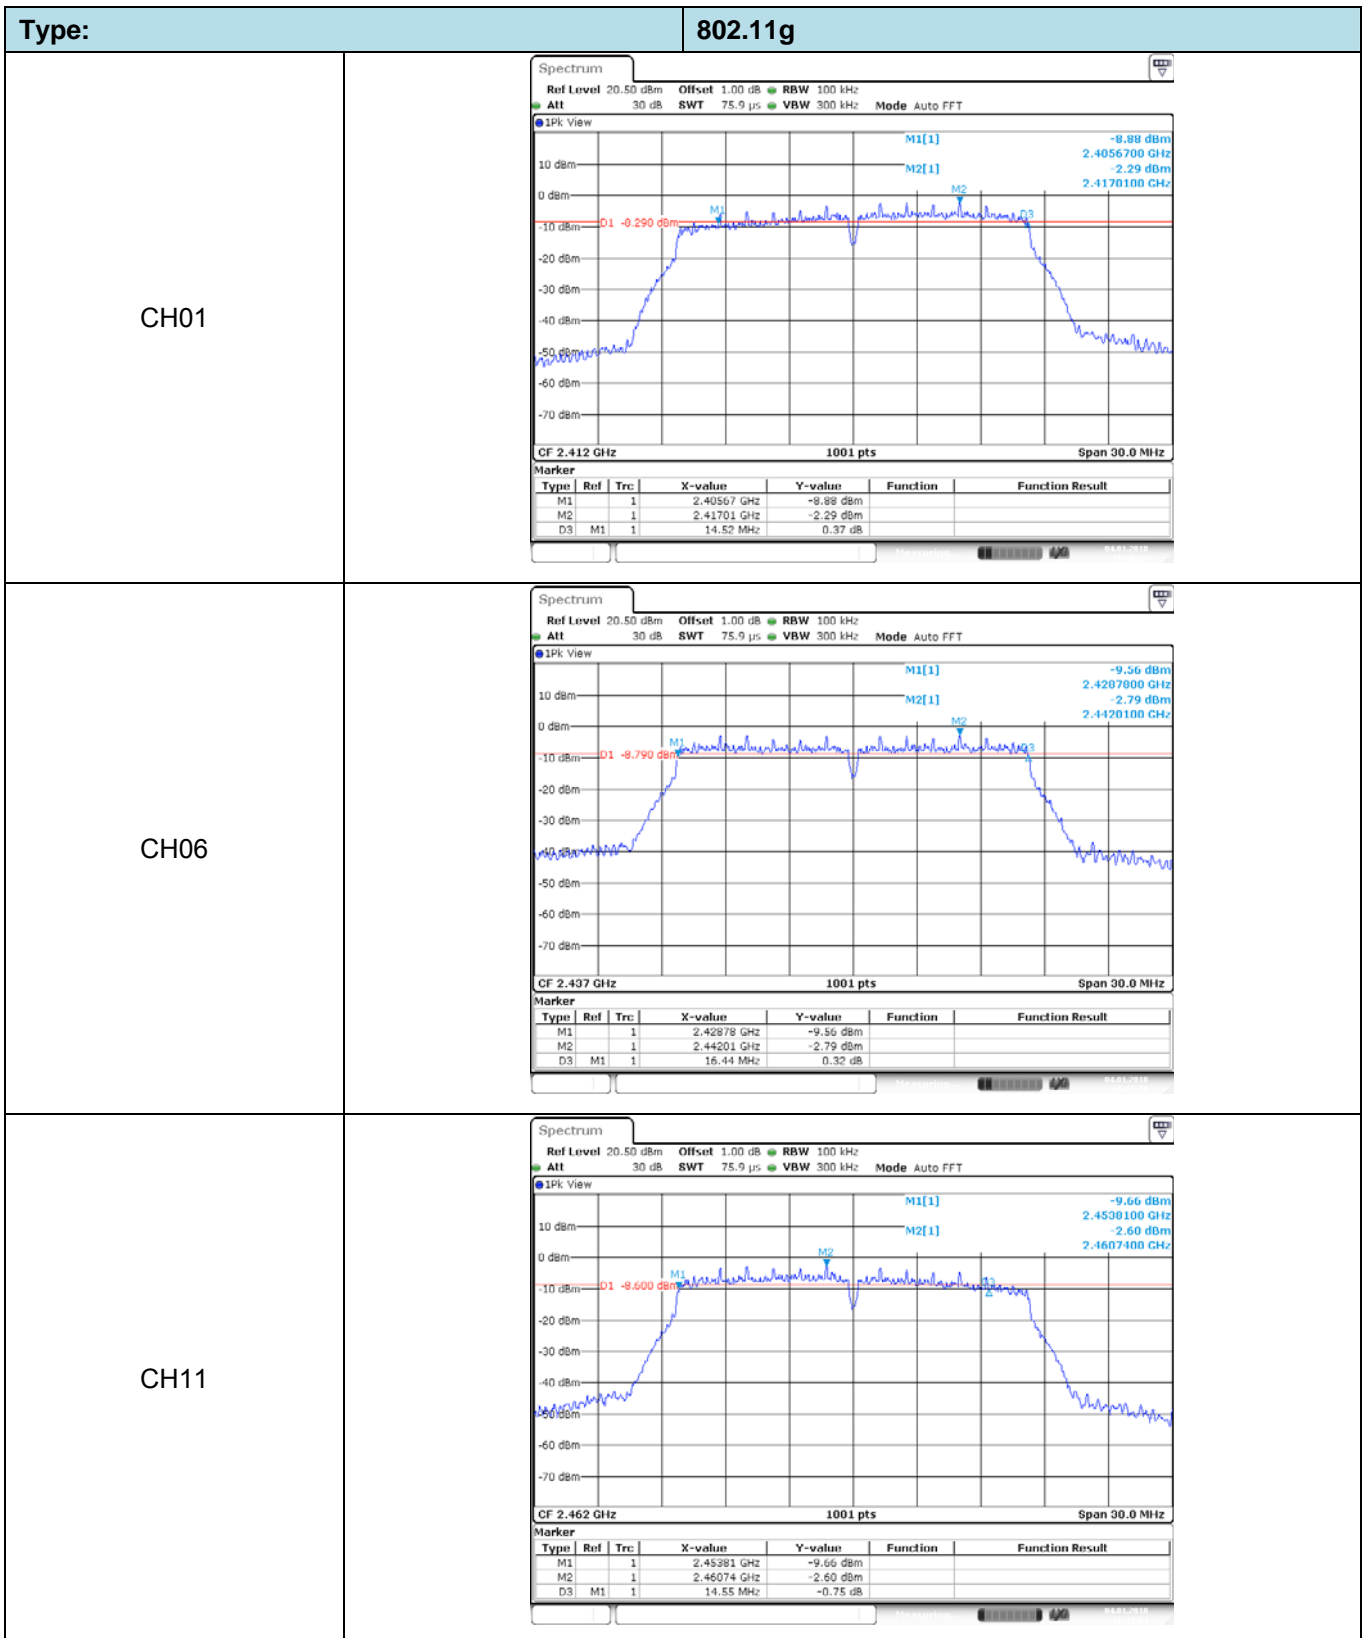 Type: 802.11g
CH01
Spectrum
Ref Level 20.50 dBm Offset 1.00 dB RBW 100 kHz
Att 30 dB SWT 75.9 µs VBW 300 kHz Mode Auto FFT
1Pk View
M1[1] -8.88 dBm
2.4056700 GHz
M2[1] -2.29 dBm
2.4170100 GHz
10 dBm
M2
0 dBm
M1
D3
D1 -8.290 dBm
-10 dBm
-20 dBm
-30 dBm
-40 dBm
-50 dBm
-60 dBm
-70 dBm
CF 2.412 GHz 1001 pts Span 30.0 MHz
Marker
Type Ref Trc X-value Y-value Function Function Result
M1 1 2.40567 GHz -8.88 dBm
M2 1 2.41701 GHz -2.29 dBm
D3 M1 1 14.52 MHz 0.37 dB
CH06
Spectrum
Ref Level 20.50 dBm Offset 1.00 dB RBW 100 kHz
Att 30 dB SWT 75.9 µs VBW 300 kHz Mode Auto FFT
1Pk View
M1[1] -9.56 dBm
2.4287800 GHz
M2[1] -2.79 dBm
2.4420100 GHz
10 dBm
M2
0 dBm
M1
D3
D1 -8.790 dBm
-10 dBm
-20 dBm
-30 dBm
-40 dBm
-50 dBm
-60 dBm
-70 dBm
CF 2.437 GHz 1001 pts Span 30.0 MHz
Marker
Type Ref Trc X-value Y-value Function Function Result
M1 1 2.42878 GHz -9.56 dBm
M2 1 2.44201 GHz -2.79 dBm
D3 M1 1 16.44 MHz 0.32 dB
CH11
Spectrum
Ref Level 20.50 dBm Offset 1.00 dB RBW 100 kHz
Att 30 dB SWT 75.9 µs VBW 300 kHz Mode Auto FFT
1Pk View
M1[1] -9.66 dBm
2.4538100 GHz
M2[1] -2.60 dBm
2.4607400 GHz
10 dBm
M2
0 dBm
M1
D3
D1 -8.600 dBm
-10 dBm
-20 dBm
-30 dBm
-40 dBm
-50 dBm
-60 dBm
-70 dBm
CF 2.462 GHz 1001 pts Span 30.0 MHz
Marker
Type Ref Trc X-value Y-value Function Function Result
M1 1 2.45381 GHz -9.66 dBm
M2 1 2.46074 GHz -2.60 dBm
D3 M1 1 14.55 MHz -0.75 dB